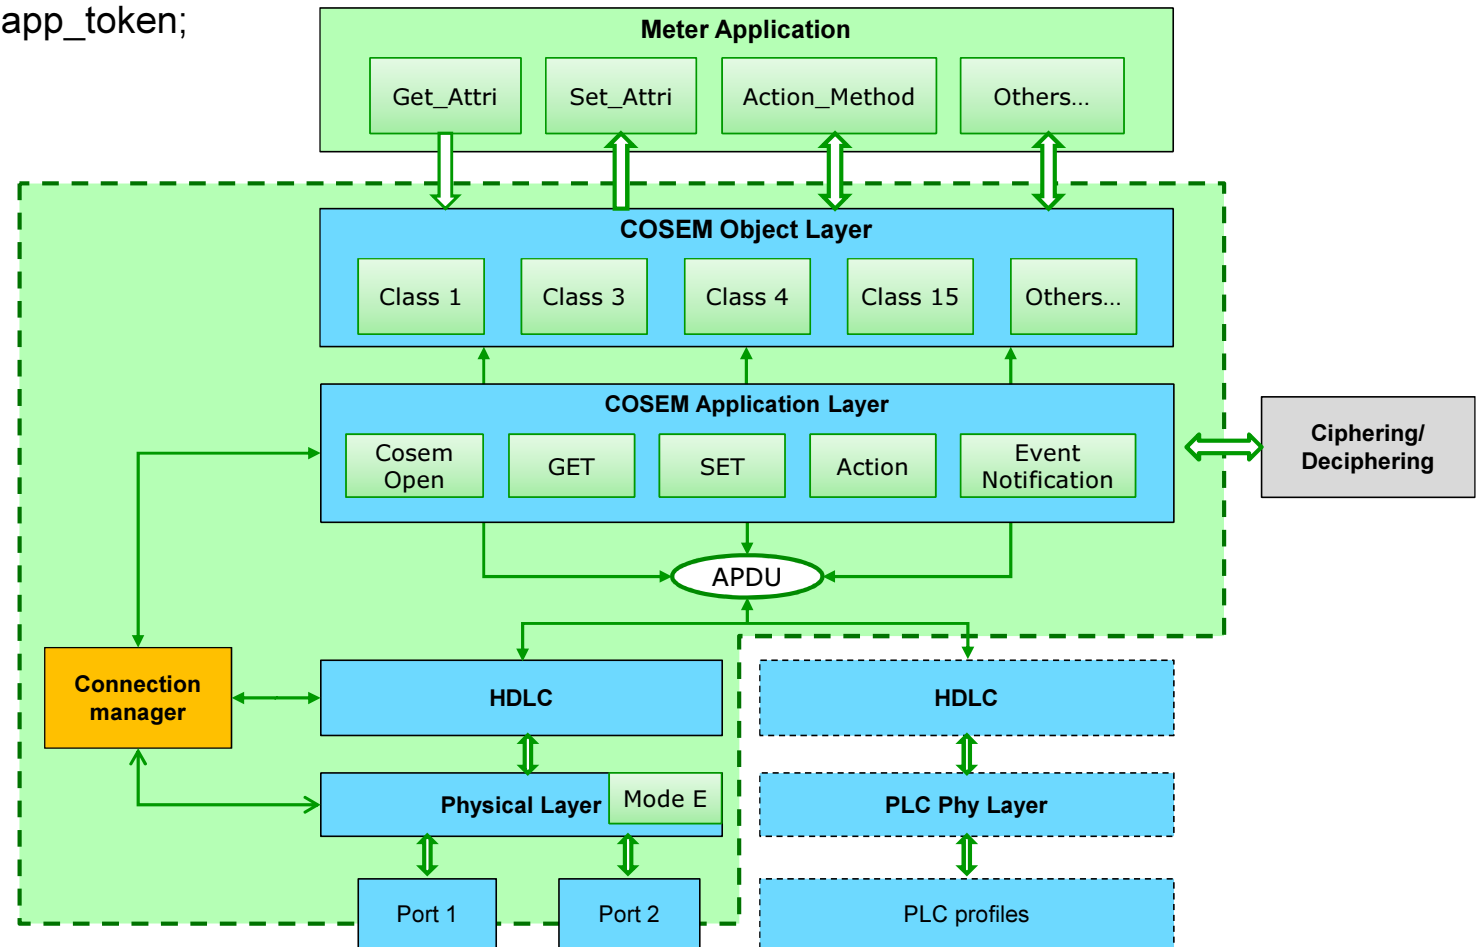 app_token;
Meter Application
Get_Attri
Set_Attri
Action_Method
Others...
COSEM Object Layer
Class 1
Class 3
Class 4
Class 15
Others...
COSEM Application Layer
Cosem
Open
GET
SET
Action
Event
Notification
Ciphering/
Deciphering
APDU
Connection
manager
HDLC
HDLC
Physical Layer
Mode E
PLC Phy Layer
Port 1
Port 2
PLC profiles